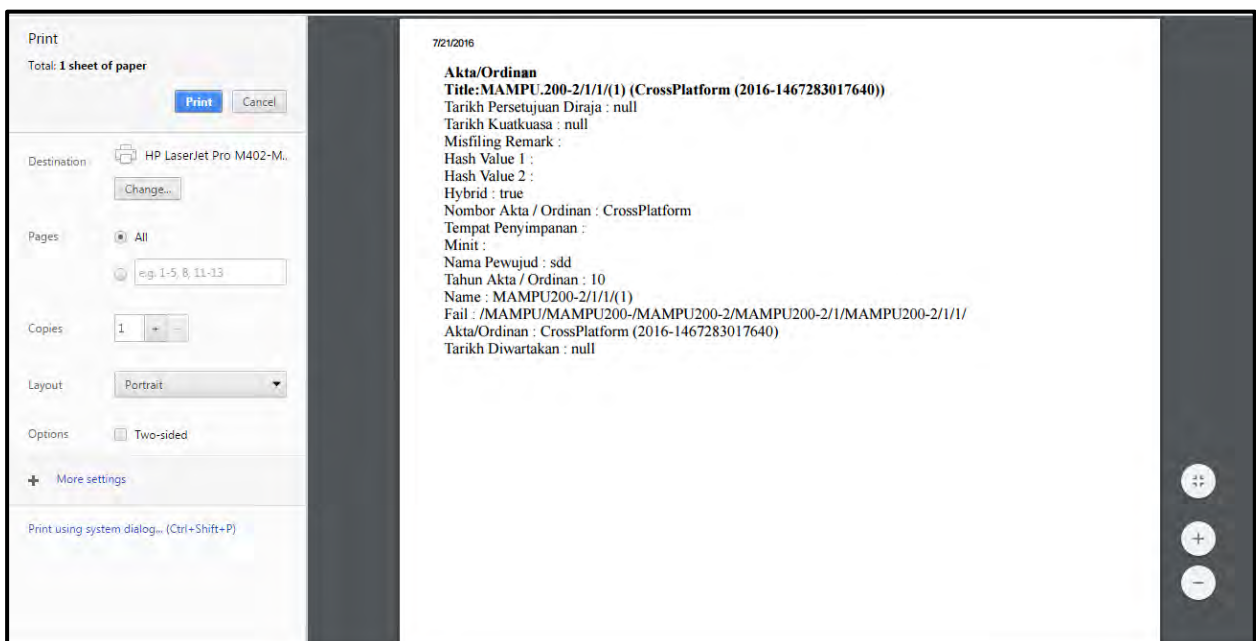 Print
Total: 1 sheet of paper
Print Cancel
Destination HP LaserJet Pro M402-M..
Change...
Pages All
e.g. 1-5, 8, 11-13
Copies 1 + -
Layout Portrait
Options Two-sided
+ More settings
Print using system dialog... (Ctrl+Shift+P)
7/21/2016
Akta/Ordinan
Title:MAMPU.200-2/1/1/(1) (CrossPlatform (2016-1467283017640))
Tarikh Persetujuan Diraja : null
Tarikh Kuatkuasa : null
Misfiling Remark :
Hash Value 1 :
Hash Value 2 :
Hybrid : true
Nombor Akta / Ordinan : CrossPlatform
Tempat Penyimpanan :
Minit :
Nama Pewujud : sdd
Tahun Akta / Ordinan : 10
Name : MAMPU200-2/1/1/(1)
Fail : /MAMPU/MAMPU200-/MAMPU200-2/MAMPU200-2/1/MAMPU200-2/1/1/
Akta/Ordinan : CrossPlatform (2016-1467283017640)
Tarikh Diwartakan : null